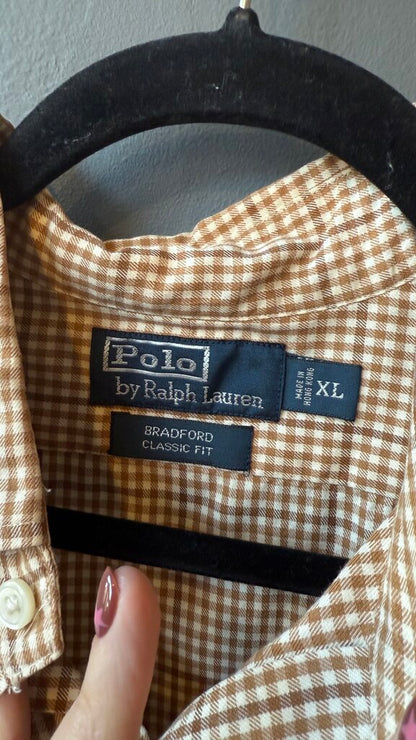 Polo
by Ralph Lauren
MADE IN
HONG KONG
XL
BRADFORD
CLASSIC FIT